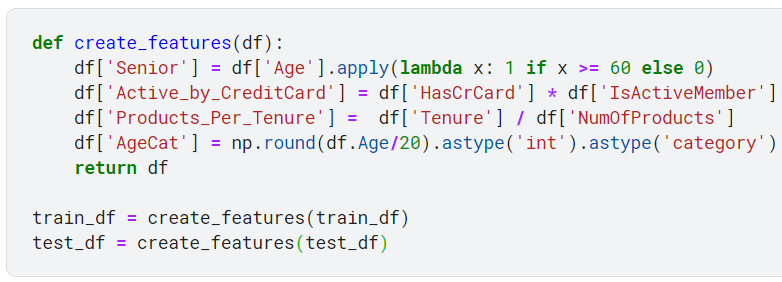 def create_features(df):
    df['Senior'] = df['Age'].apply(lambda x: 1 if x >= 60 else 0)
    df['Active_by_CreditCard'] = df['HasCrCard'] * df['IsActiveMember']
    df['Products_Per_Tenure'] =  df['Tenure'] / df['NumOfProducts']
    df['AgeCat'] = np.round(df.Age/20).astype('int').astype('category')
    return df
train_df = create_features(train_df)
test_df = create_features(test_df)